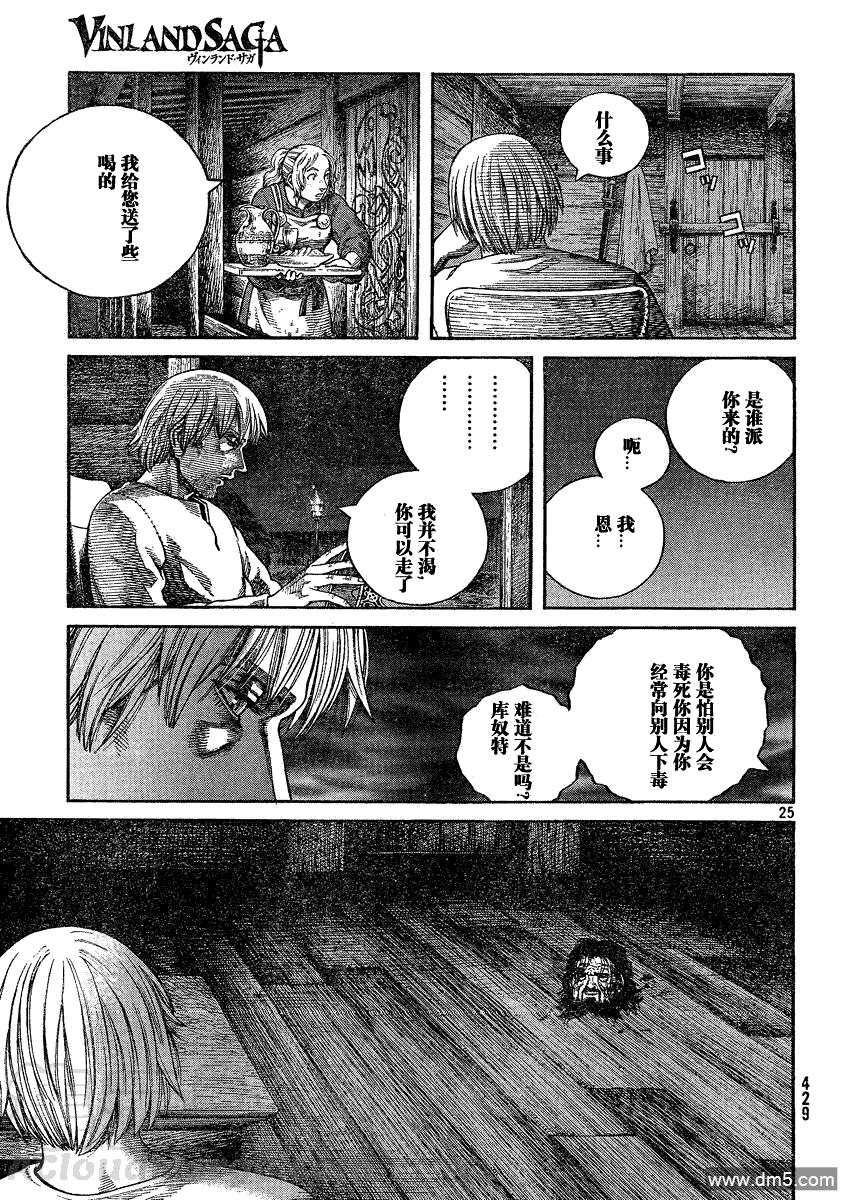 VINLAND SAGA
ヴィンランド・サガ
コッ
コッ
什么
事
我给您送了些
喝的
是谁派
你来的?
呃…
我…
恩…
………
………
我并不渴,
你可以走了
你是怕别人会
毒死你因为你
经常向别人下毒
难道不是吗?
库奴特
25
429
www.dm5.com